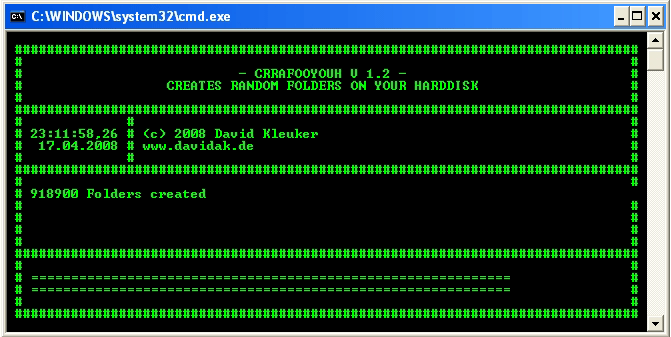 C:\WINDOWS\system32\cmd.exe
- CRRAFOOYOUH V 1.2 -
CREATES RANDOM FOLDERS ON YOUR HARDDISK
23:11:58,26 # (c) 2008 David Kleuker
17.04.2008 # www.davidak.de
918900 Folders created